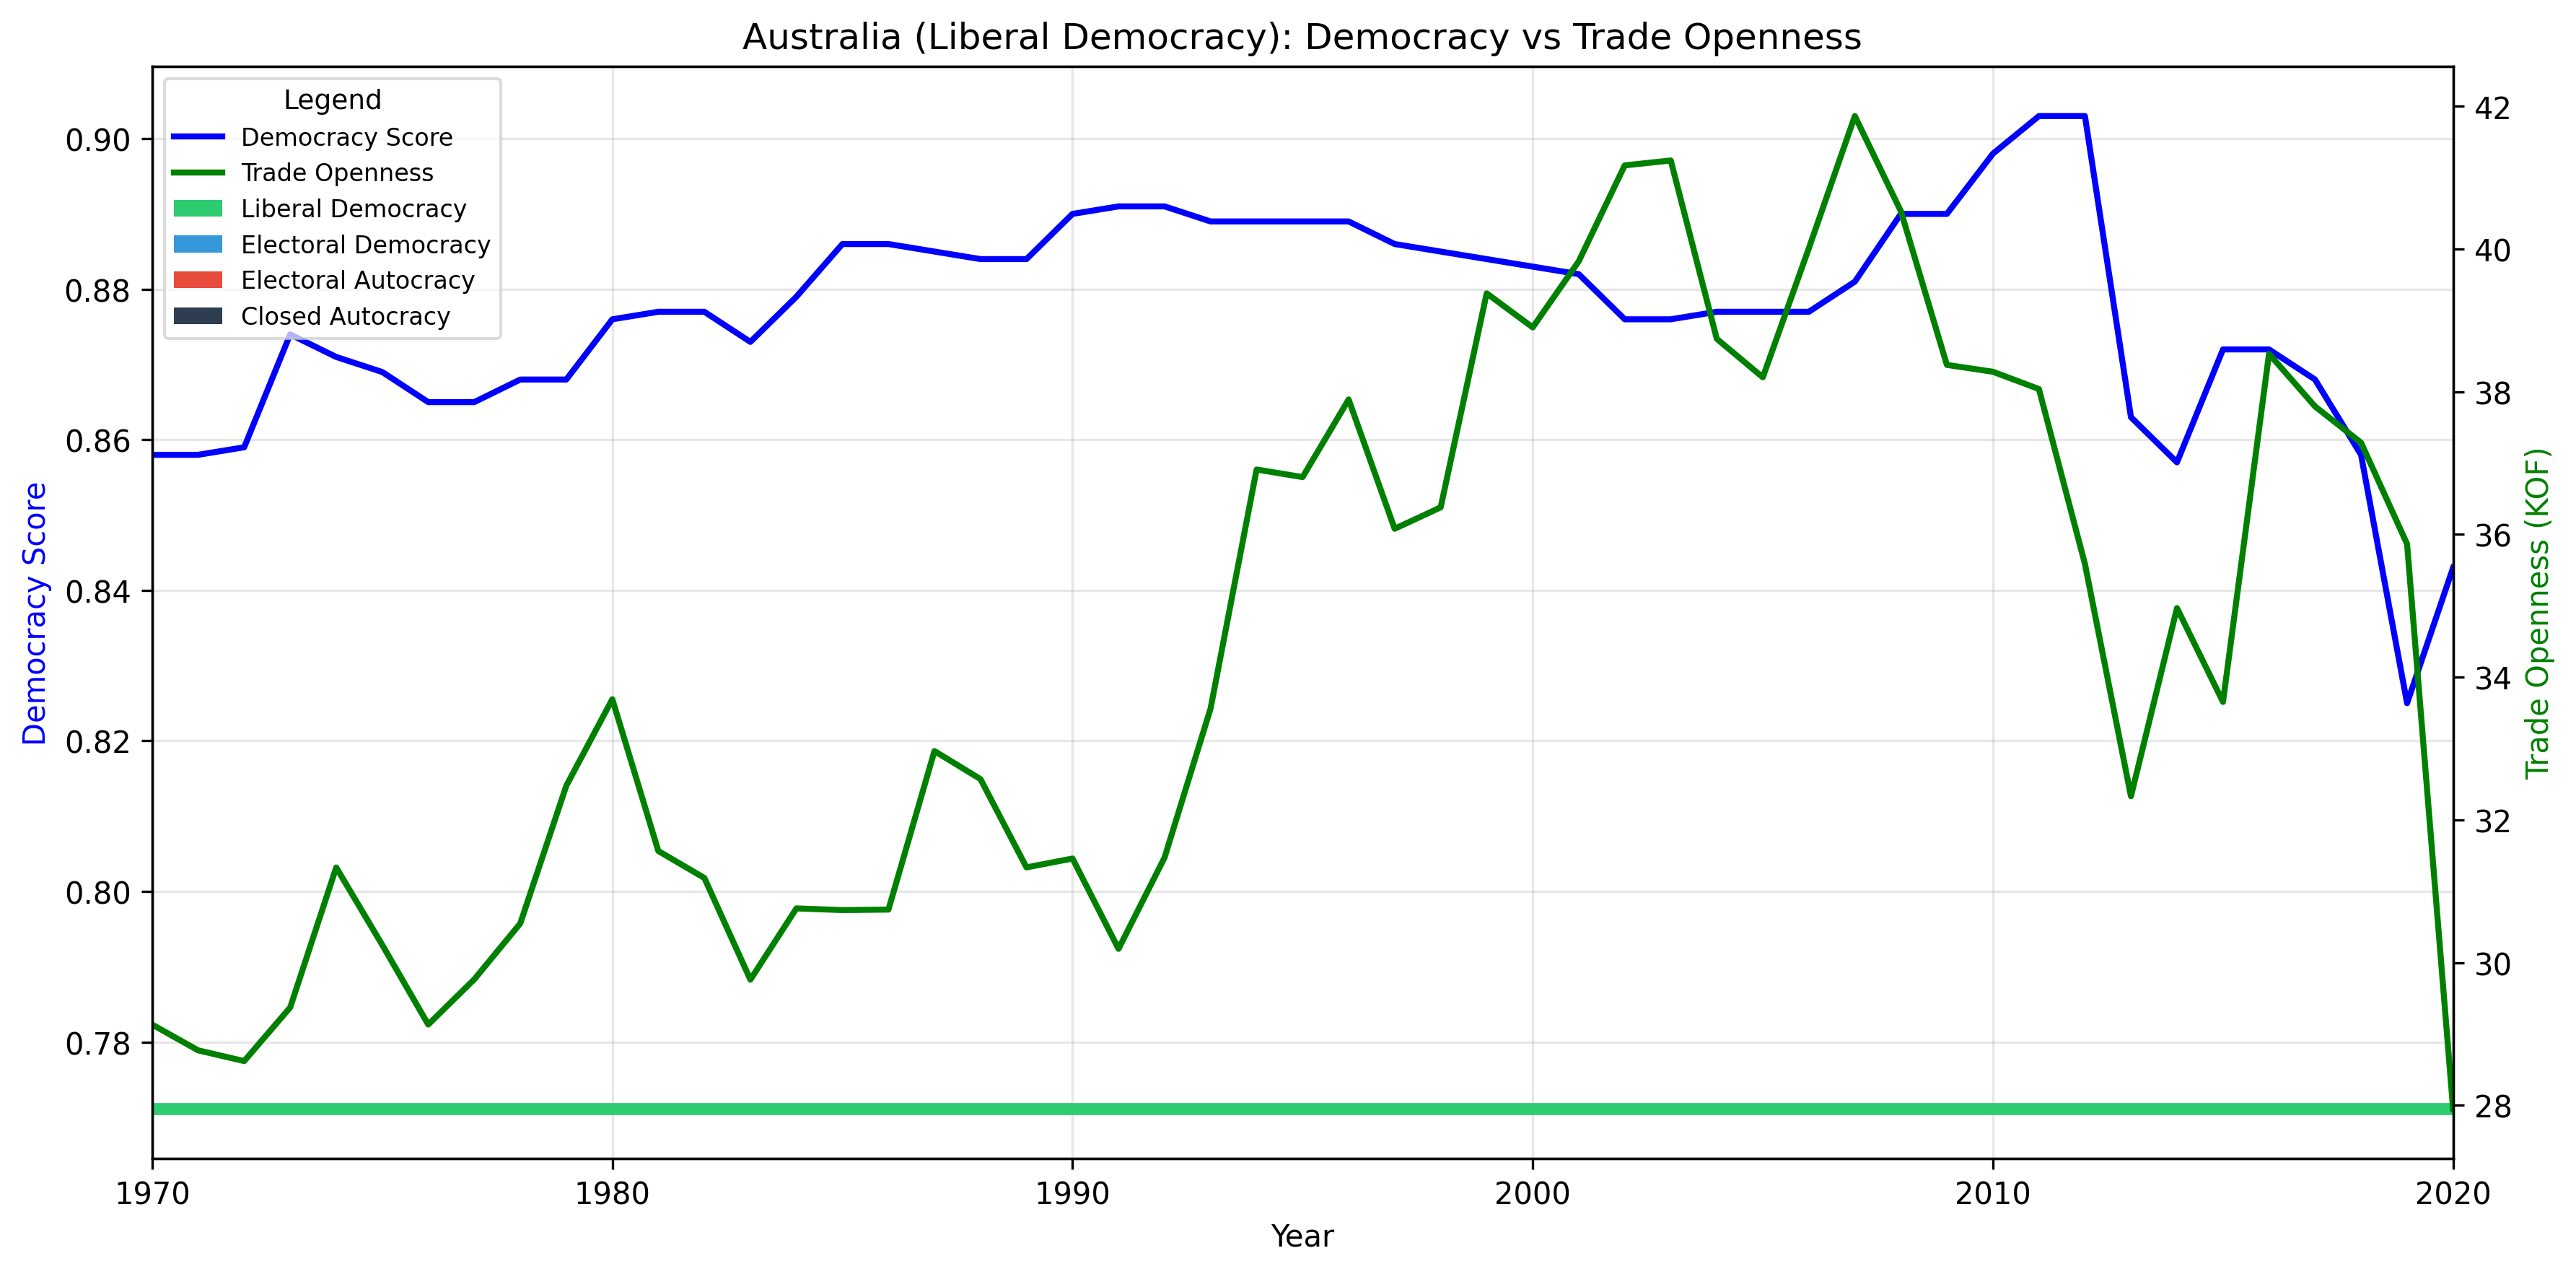 Australia (Liberal Democracy): Democracy vs Trade Openness
Legend
Democracy Score
Trade Openness
Liberal Democracy
Electoral Democracy
Electoral Autocracy
Closed Autocracy
0.90
0.88
0.86
0.84
0.82
0.80
0.78
Democracy Score
42
40
38
36
34
32
30
28
Trade Openness (KOF)
1970
1980
1990
2000
2010
2020
Year